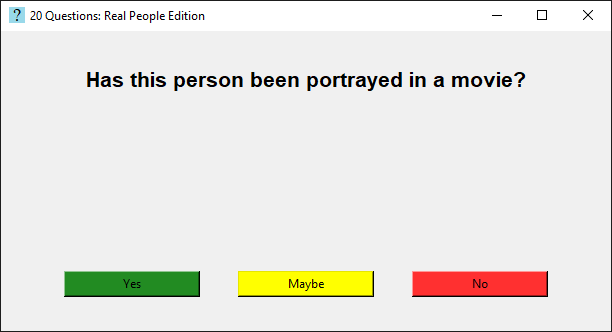 20 Questions: Real People Edition
Has this person been portrayed in a movie?
Yes Maybe No